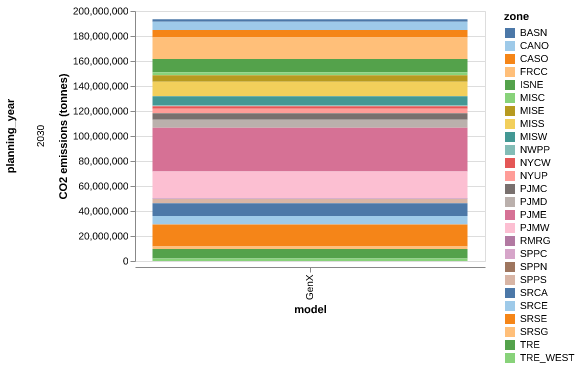 planning_year
2030
CO2 emissions (tonnes)
200,000,000
180,000,000
160,000,000
140,000,000
120,000,000
100,000,000
80,000,000
60,000,000
40,000,000
20,000,000
0
GenX
model
zone
BASN
CANO
CASO
FRCC
ISNE
MISC
MISE
MISS
MISW
NWPP
NYCW
NYUP
PJMC
PJMD
PJME
PJMW
RMRG
SPPC
SPPN
SPPS
SRCA
SRCE
SRSE
SRSG
TRE
TRE_WEST